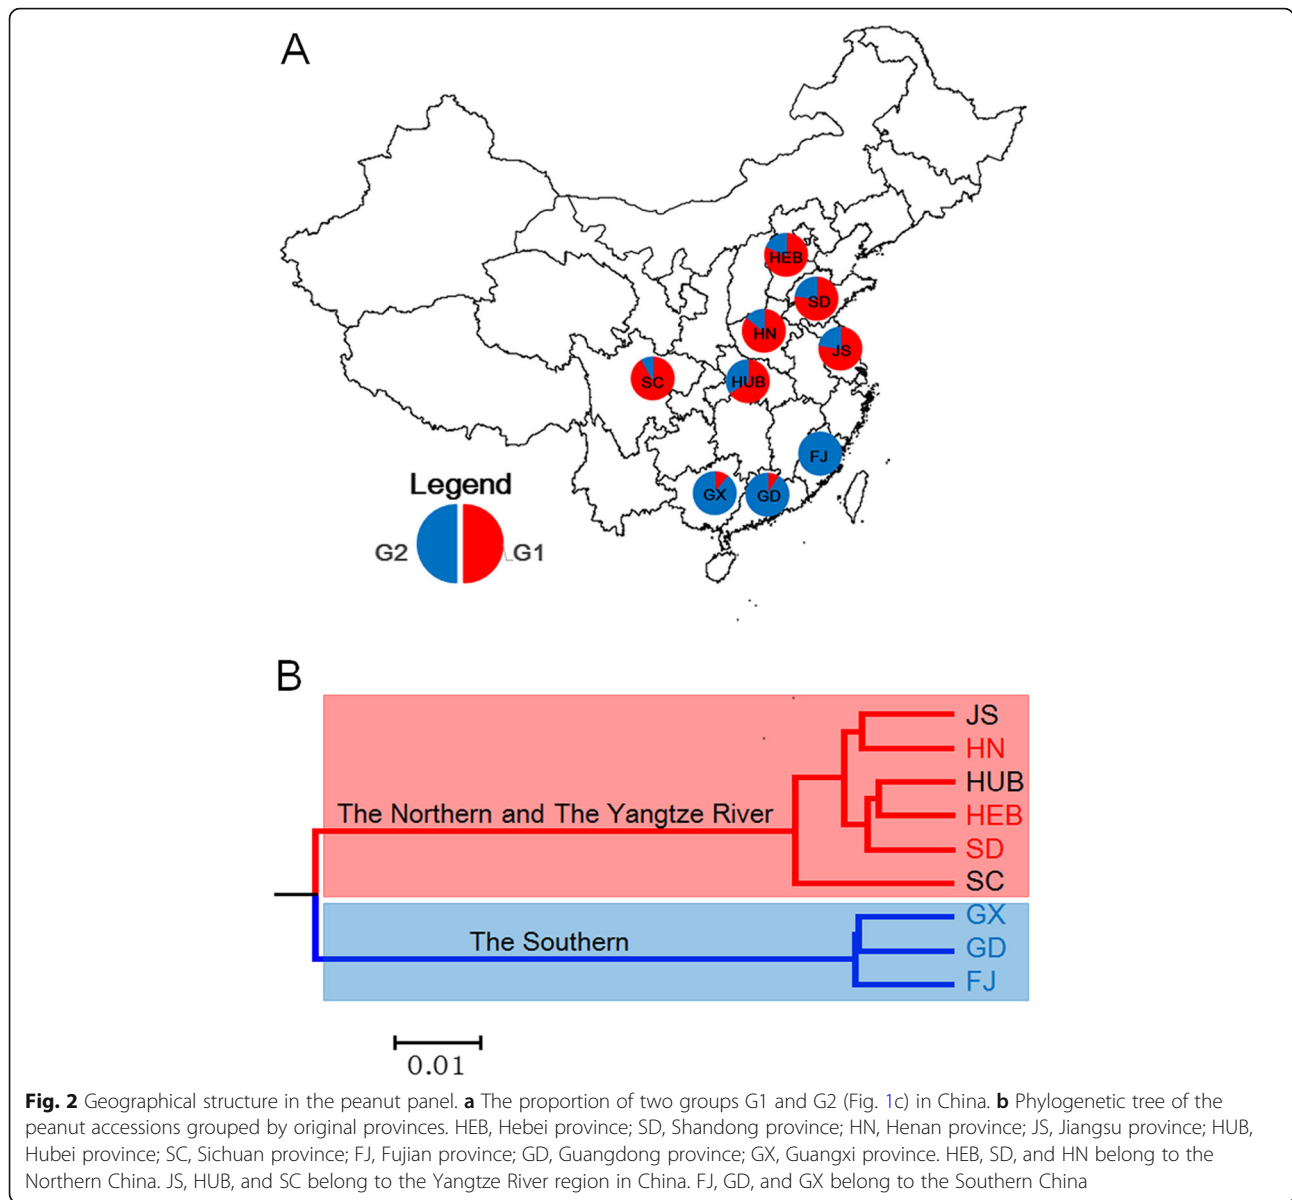 A
HEB
SD
HN
JS
SC
HUB
FJ
GX
GD
Legend
G2
G1
B
JS
HN
HUB
The Northern and The Yangtze River
HEB
SD
SC
GX
The Southern
GD
FJ
0.01
Fig. 2 Geographical structure in the peanut panel. a The proportion of two groups G1 and G2 (Fig. 1c) in China. b Phylogenetic tree of the
peanut accessions grouped by original provinces. HEB, Hebei province; SD, Shandong province; HN, Henan province; JS, Jiangsu province; HUB,
Hubei province; SC, Sichuan province; FJ, Fujian province; GD, Guangdong province; GX, Guangxi province. HEB, SD, and HN belong to the
Northern China. JS, HUB, and SC belong to the Yangtze River region in China. FJ, GD, and GX belong to the Southern China